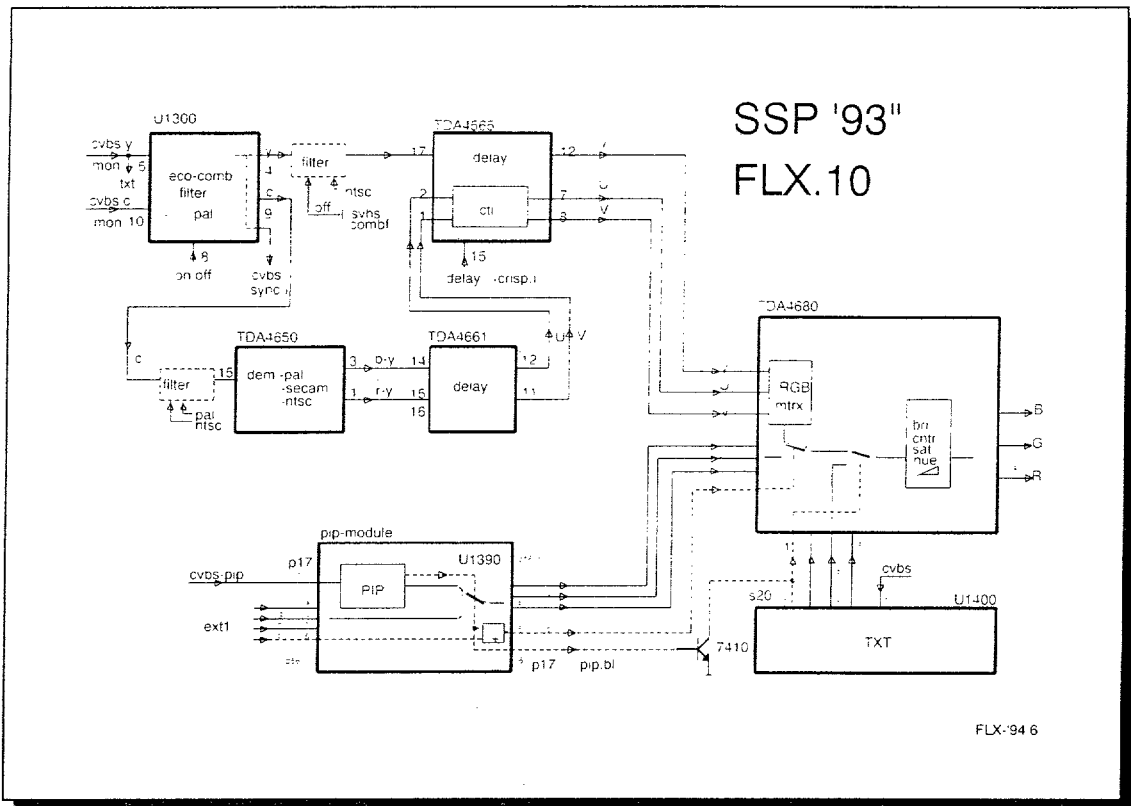 SSP '93"
FLX.10
U1300
cvbs y
mon
5
txt
cvbs c
mon 10
eco-comb
filter
pal
y
c
9
8
on off
cvbs
sync
filter
off
ntsc
svhs
combf
TDA4565
17
delay
12
2
cti
7
1
8
V
15
delay -crisp.
TDA4650
c
filter
15
pal
ntsc
dem -pal
-secam
-ntsc
3
b-y
1
r-y
TDA4661
14
15
16
delay
12
11
U
V
TDA4680
RGB
mtrx
bri
cntr
sat
hue
B
G
R
pip-module
U1390
p17
cvbs-pip
PIP
ext1
p17
pip.bl
7410
s20
cvbs
U1400
TXT
FLX-'94 6